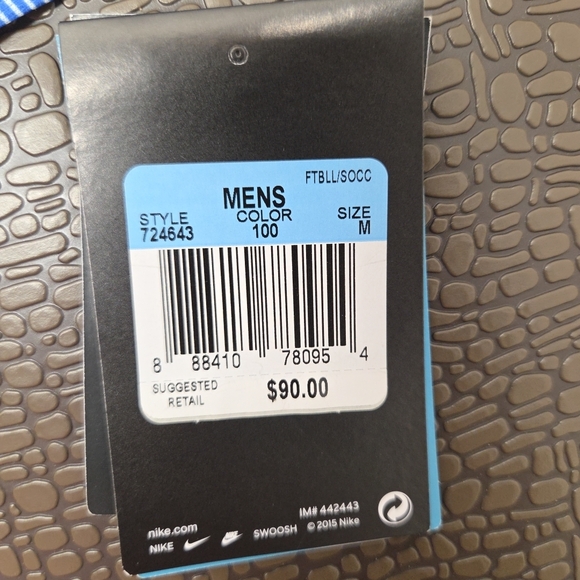 FTBLL/SOCC
MENS
STYLE COLOR SIZE
724643 100 M
8 88410 78095 4
SUGGESTED
RETAIL
$90.00
IM# 442443
nike.com
NIKE SWOOSH © 2015 Nike